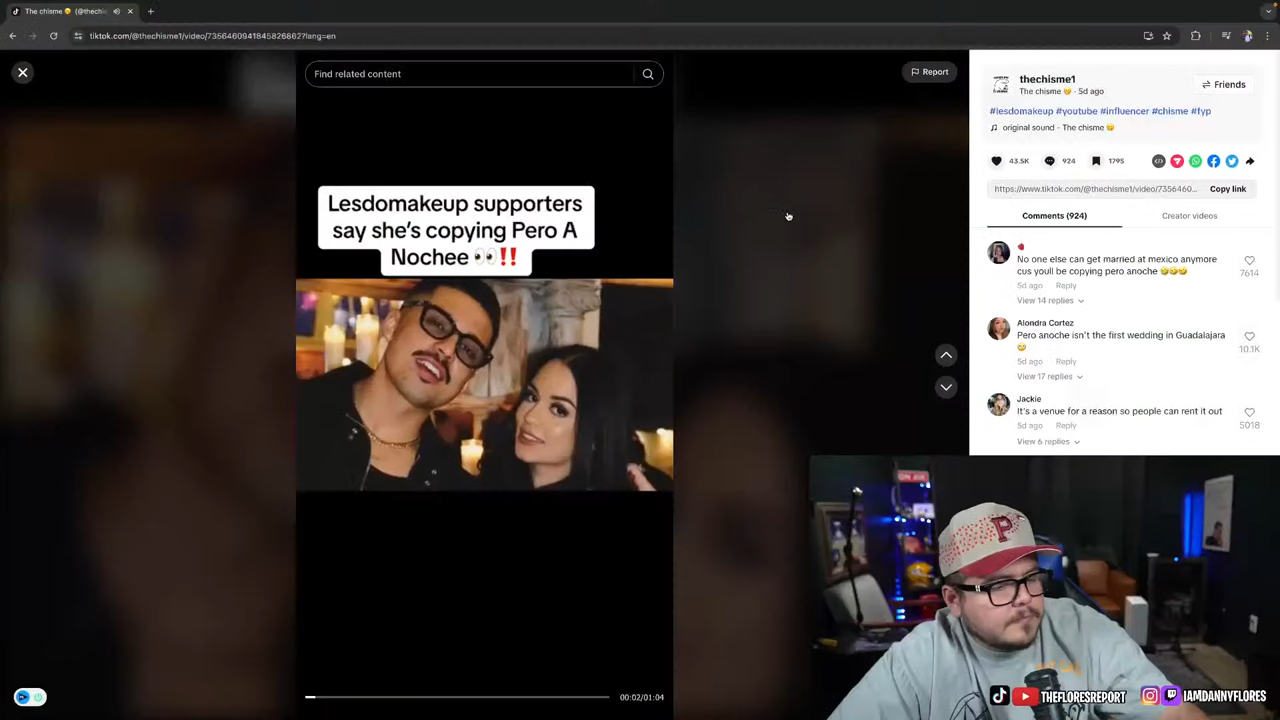 The chisme 🤫 (@thechis
tiktok.com/@thechisme1/video/7356460941845826862?lang=en
Find related content
Report
Lesdomakeup supporters
say she's copying Pero A
Nochee 👀‼️
00:02/01:04
thechisme1
The chisme 🤫 · 5d ago
Friends
#lesdomakeup #youtube #influencer #chisme #fyp
original sound - The chisme 🤫
43.5K
924
1795
https://www.tiktok.com/@thechisme1/video/7356460...
Copy link
Comments (924)
Creator videos
No one else can get married at mexico anymore
cus youll be copying pero anoche 🤣🤣🤣
7614
5d ago Reply
View 14 replies
Alondra Cortez
Pero anoche isn't the first wedding in Guadalajara
10.1K
5d ago Reply
View 17 replies
Jackie
It's a venue for a reason so people can rent it out
5018
5d ago Reply
View 6 replies
P
THEFLORESREPORT
IAMDANNYFLORES